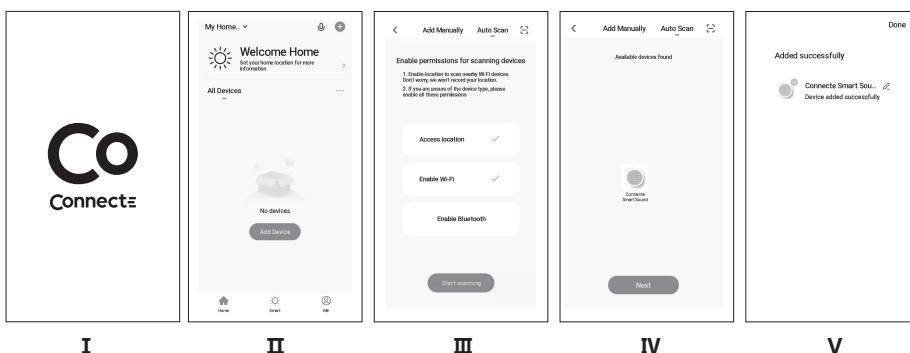 Co
Connecte
My Home..
Welcome Home
Set your home location for more
information
All Devices
No devices
Add Device
Home Smart Me
Add Manually Auto Scan
Enable permissions for scanning devices
1. Enable location to scan nearby Wi-Fi devices.
Don't worry, we won't record your location.
2. If you are unsure of the device type, please
enable all these permissions
Access location
Enable Wi-Fi
Enable Bluetooth
Start scanning
Add Manually Auto Scan
Available devices found
Connecte
Smart Sound
Next
Done
Added successfully
Connecte Smart Sou..
Device added successfully
I II III IV V